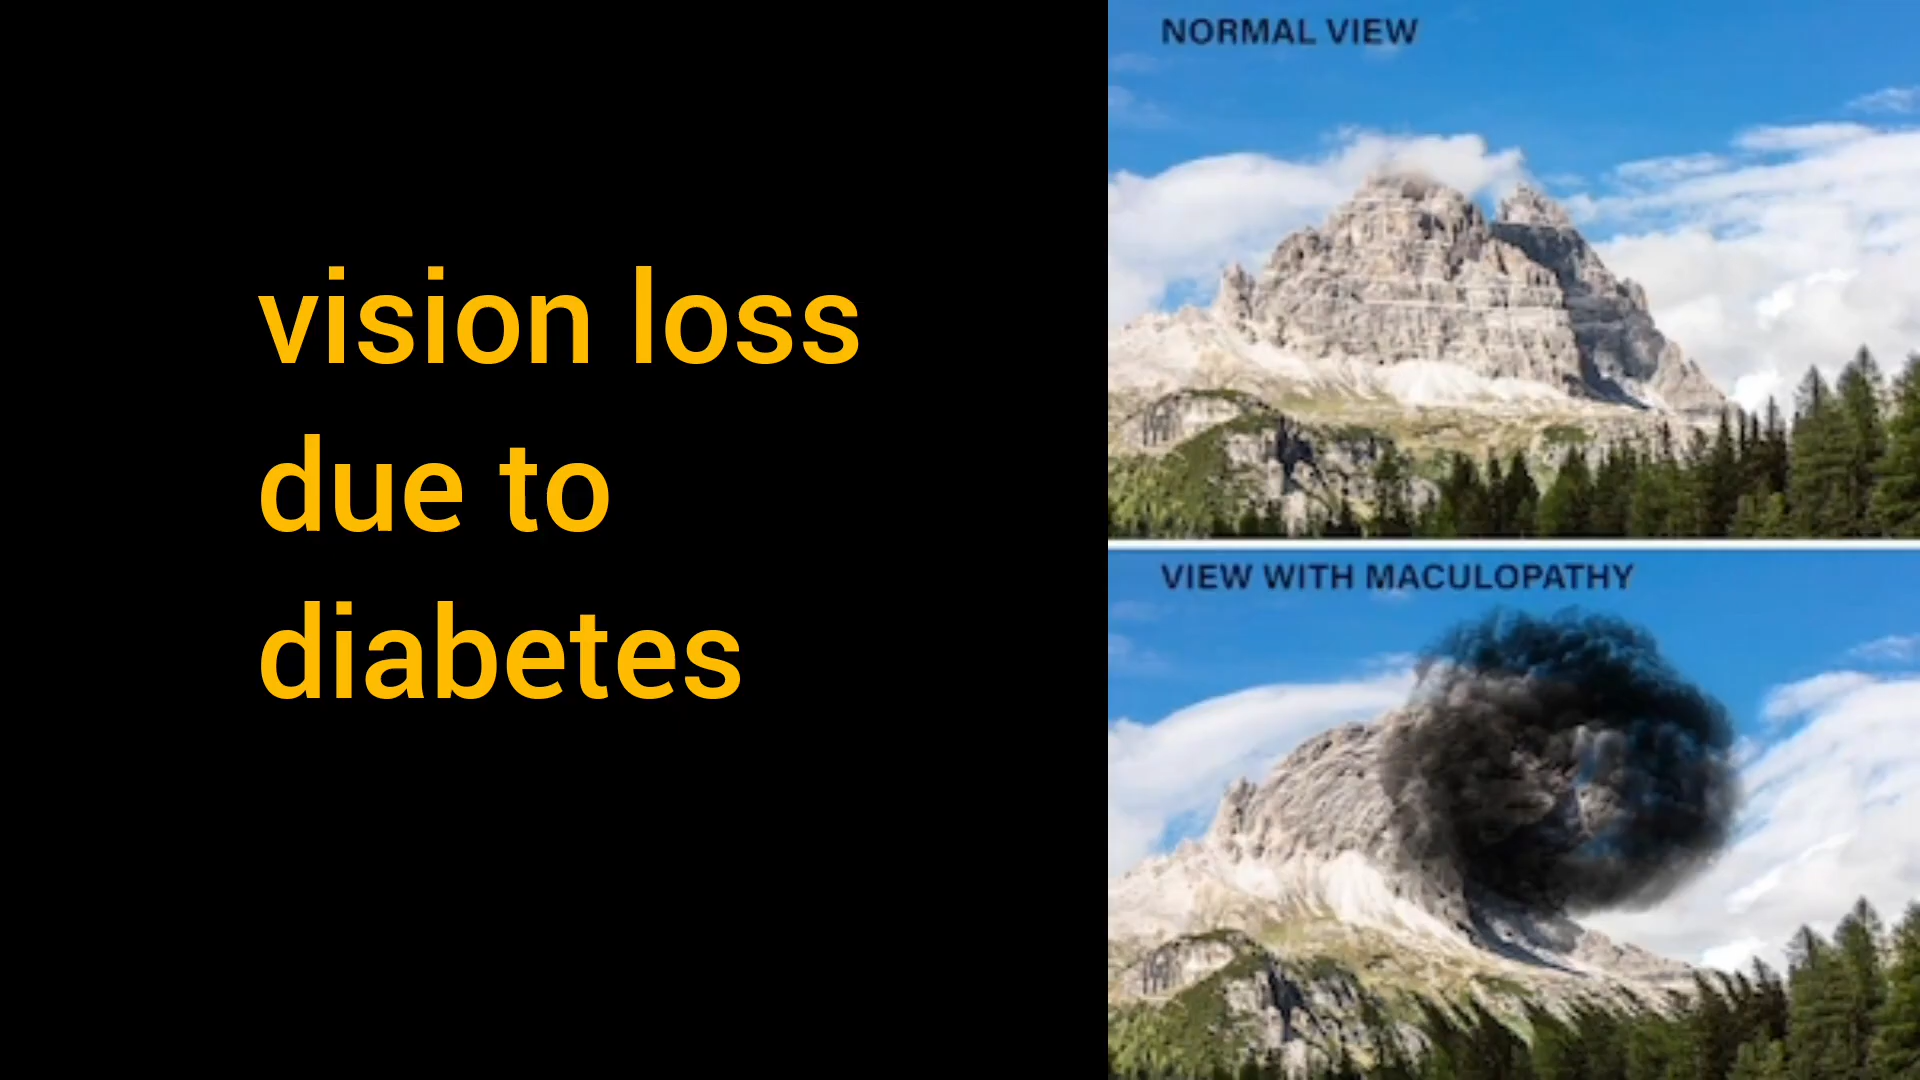 vision loss
due to
diabetes
NORMAL VIEW
VIEW WITH MACULOPATHY